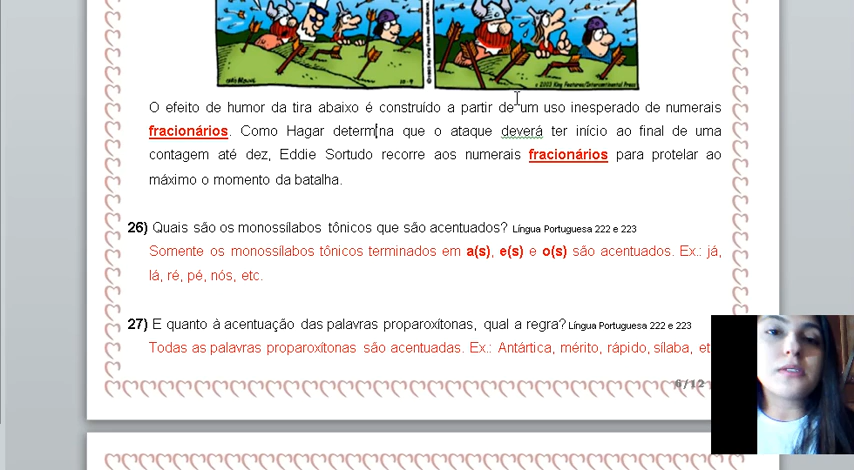 O efeito de humor da tira abaixo é construído a partir de um uso inesperado de numerais
fracionários. Como Hagar determina que o ataque deverá ter início ao final de uma
contagem até dez, Eddie Sortudo recorre aos numerais fracionários para protelar ao
máximo o momento da batalha.
26) Quais são os monossílabos tônicos que são acentuados? Língua Portuguesa 222 e 223
Somente os monossílabos tônicos terminados em a(s), e(s) e o(s) são acentuados. Ex.: já,
lá, ré, pé, nós, etc.
27) E quanto à acentuação das palavras proparoxítonas, qual a regra? Língua Portuguesa 222 e 223
Todas as palavras proparoxítonas são acentuadas. Ex.: Antártica, mérito, rápido, sílaba, et
6/12